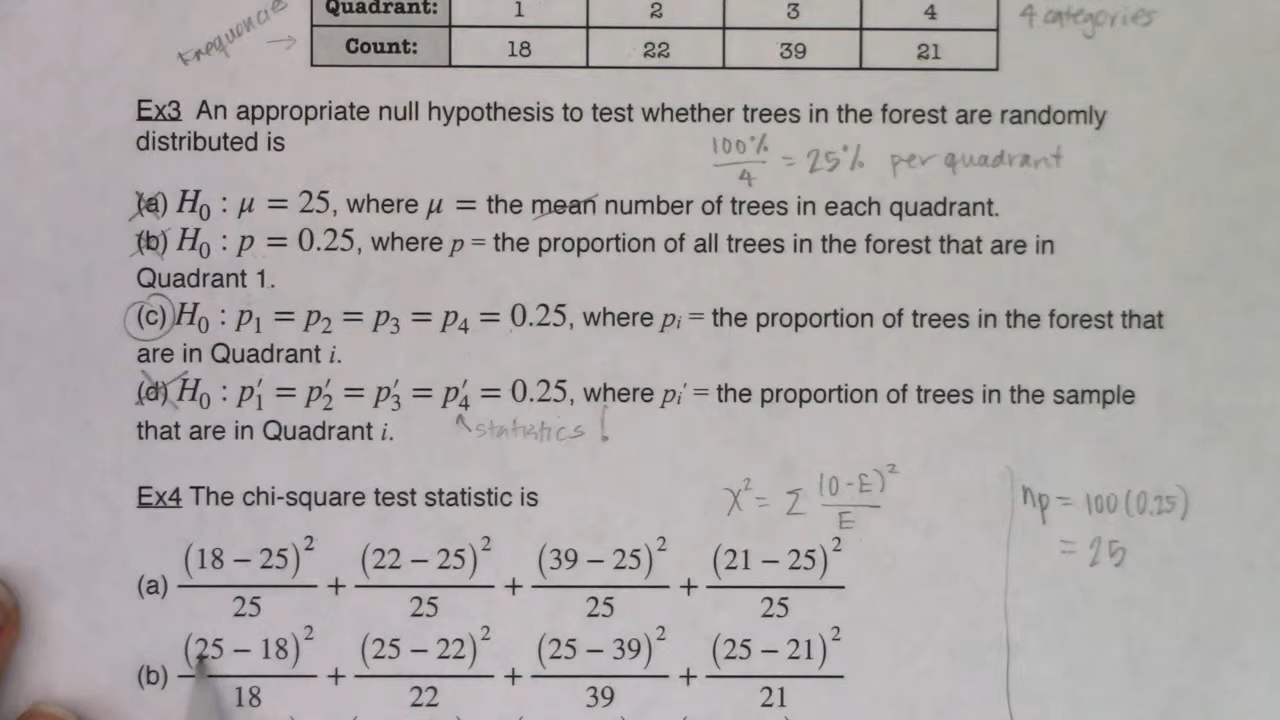 Quadrant: 1 2 3 4 4 categories
Frequencies → Count: 18 22 39 21
Ex3 An appropriate null hypothesis to test whether trees in the forest are randomly
distributed is
100%/4 = 25% per quadrant
(a) H₀ : μ = 25, where μ = the mean number of trees in each quadrant.
(b) H₀ : p = 0.25, where p = the proportion of all trees in the forest that are in
Quadrant 1.
(c) H₀ : p₁ = p₂ = p₃ = p₄ = 0.25, where pᵢ = the proportion of trees in the forest that
are in Quadrant i.
(d) H₀ : p₁′ = p₂′ = p₃′ = p₄′ = 0.25, where pᵢ′ = the proportion of trees in the sample
that are in Quadrant i. ↖ statistics!
Ex4 The chi-square test statistic is χ² = Σ (O-E)²/E
np = 100(0.25)
= 25
(a) (18 − 25)²/25 + (22 − 25)²/25 + (39 − 25)²/25 + (21 − 25)²/25
(b) (25 − 18)²/18 + (25 − 22)²/22 + (25 − 39)²/39 + (25 − 21)²/21